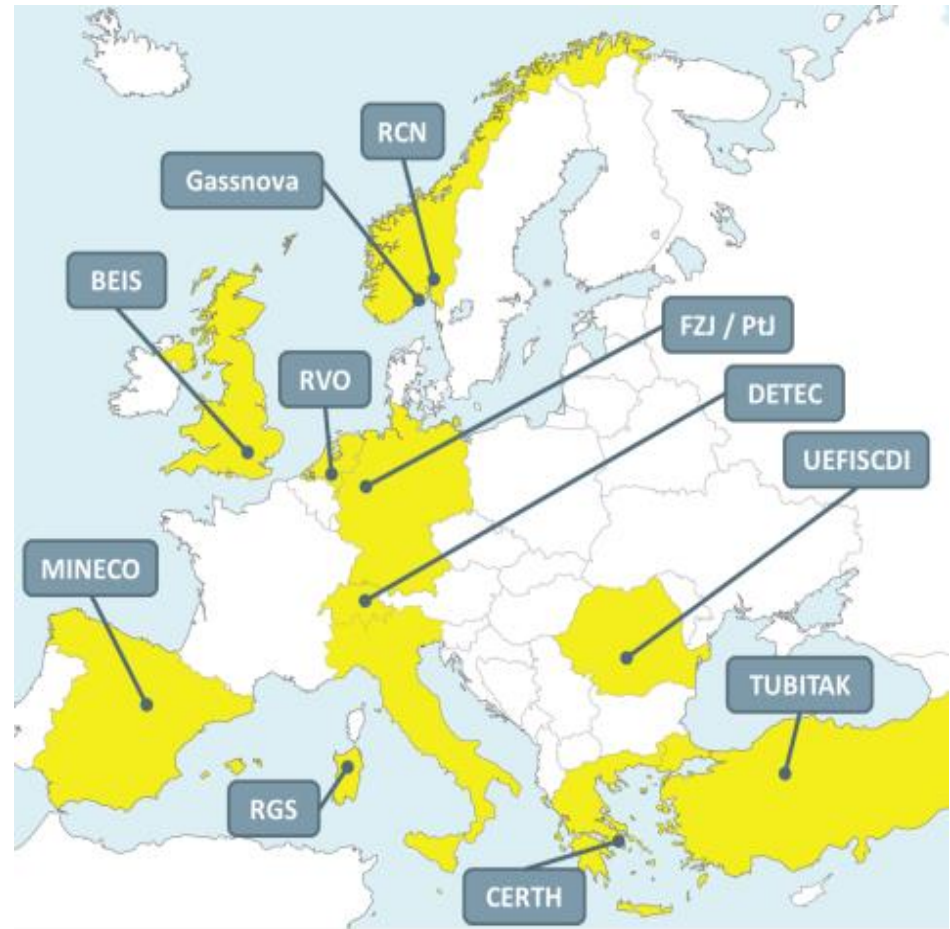 RCN
Gassnova
BEIS
FZJ / PtJ
RVO
DETEC
UEFISCDI
MINECO
TUBITAK
RGS
CERTH